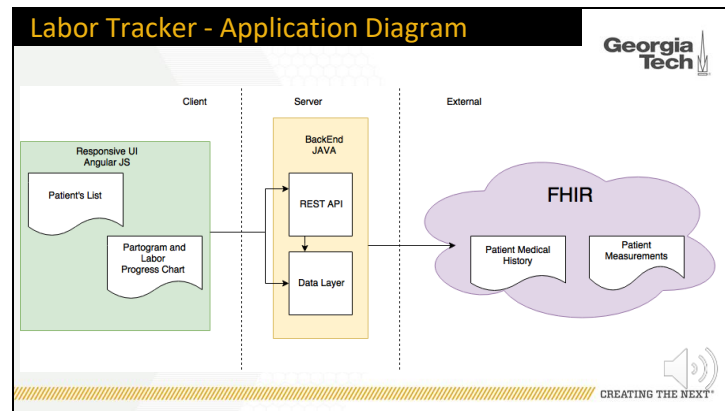 Labor Tracker - Application Diagram
Georgia
Tech
Client
Server
External
Responsive UI
Angular JS
Patient's List
Partogram and
Labor
Progress Chart
BackEnd
JAVA
REST API
Data Layer
FHIR
Patient Medical
History
Patient
Measurements
CREATING THE NEXT®